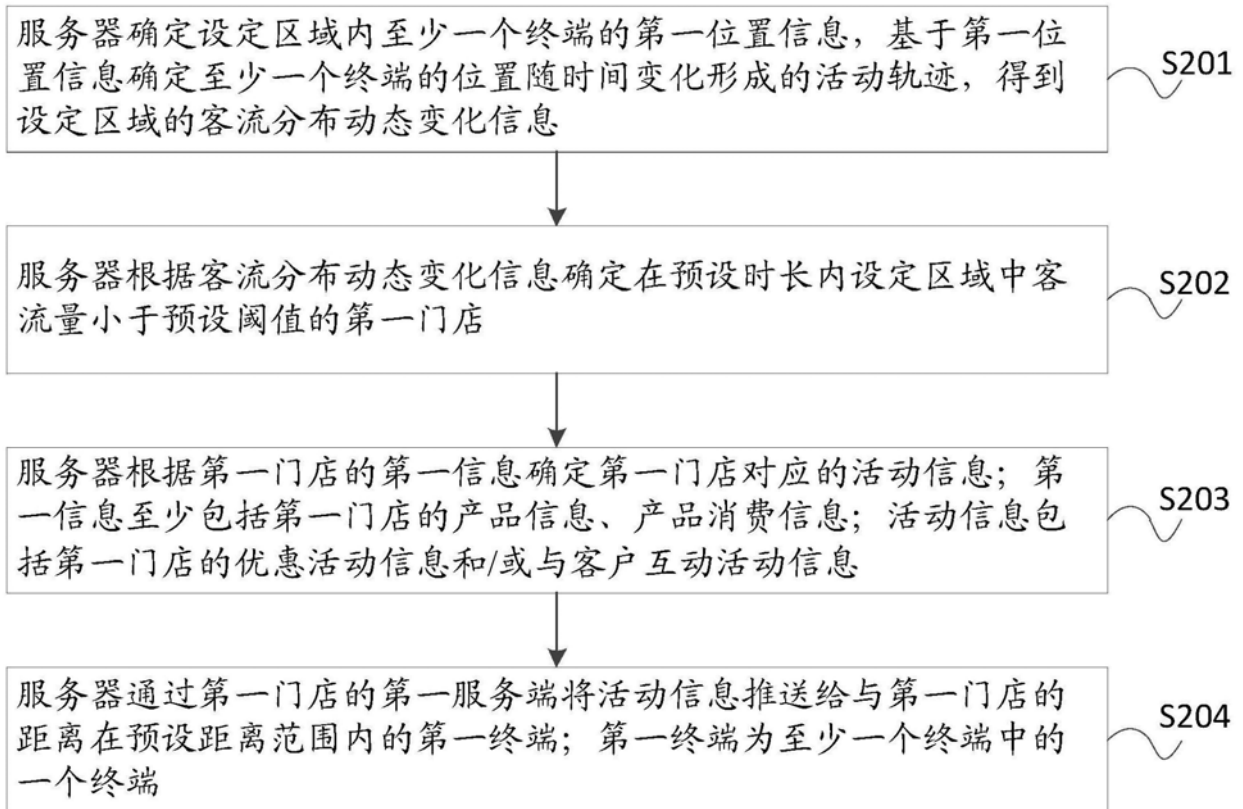 服务器确定设定区域内至少一个终端的第一位置信息，基于第一位
置信息确定至少一个终端的位置随时间变化形成的活动轨迹，得到
设定区域的客流分布动态变化信息
S201
服务器根据客流分布动态变化信息确定在预设时长内设定区域中客
流量小于预设阈值的第一门店
S202
服务器根据第一门店的第一信息确定第一门店对应的活动信息；第
一信息至少包括第一门店的产品信息、产品消费信息；活动信息包
括第一门店的优惠活动信息和/或与客户互动活动信息
S203
服务器通过第一门店的第一服务端将活动信息推送给与第一门店的
距离在预设距离范围内的第一终端；第一终端为至少一个终端中的
一个终端
S204